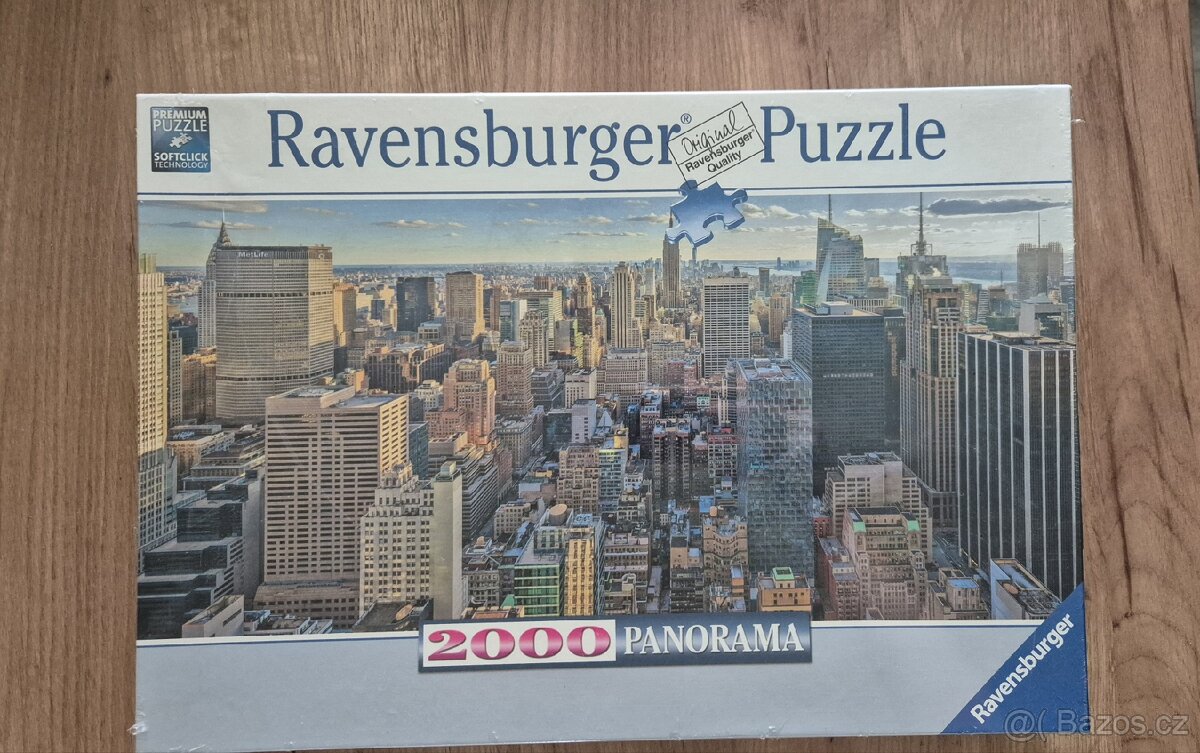 PREMIUM
PUZZLE
SOFTCLICK
TECHNOLOGY
Ravensburger® Puzzle
Original
Ravensburger®
Quality
MetLife
2000 PANORAMA
Ravensburger
@( Bazos.cz